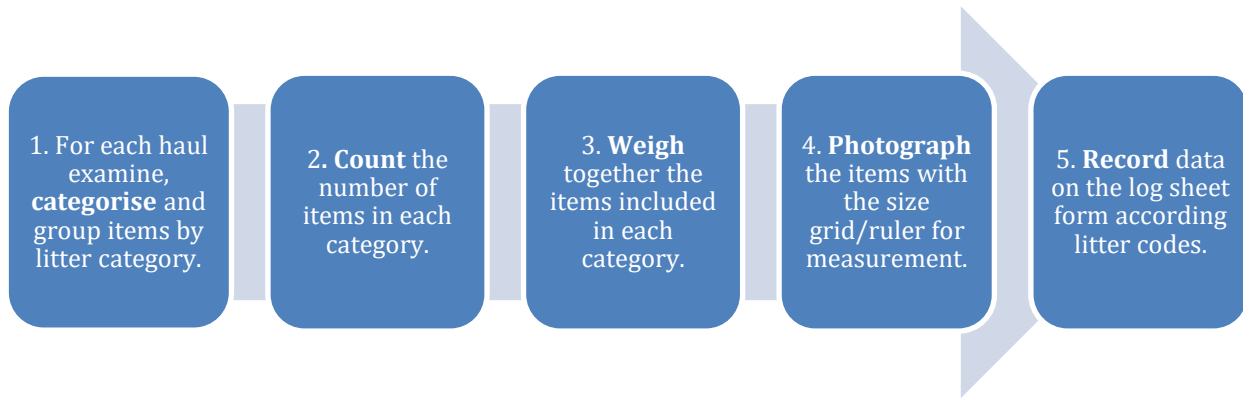 1. For each haul
examine,
categorise and
group items by
litter category.
2. Count the
number of
items in each
category.
3. Weigh
together the
items included
in each
category.
4. Photograph
the items with
the size
grid/ruler for
measurement.
5. Record data
on the log sheet
form according
litter codes.